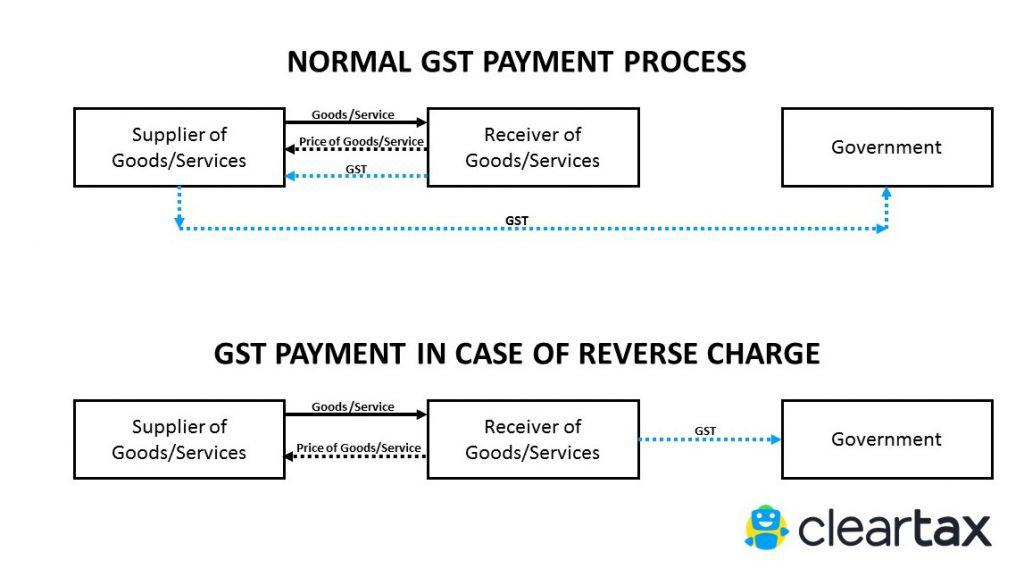 NORMAL GST PAYMENT PROCESS
Supplier of
Goods/Services
Goods/Service
Price of Goods/Service
GST
Receiver of
Goods/Services
Government
GST
GST PAYMENT IN CASE OF REVERSE CHARGE
Supplier of
Goods/Services
Goods/Service
Price of Goods/Service
Receiver of
Goods/Services
GST
Government
cleartax